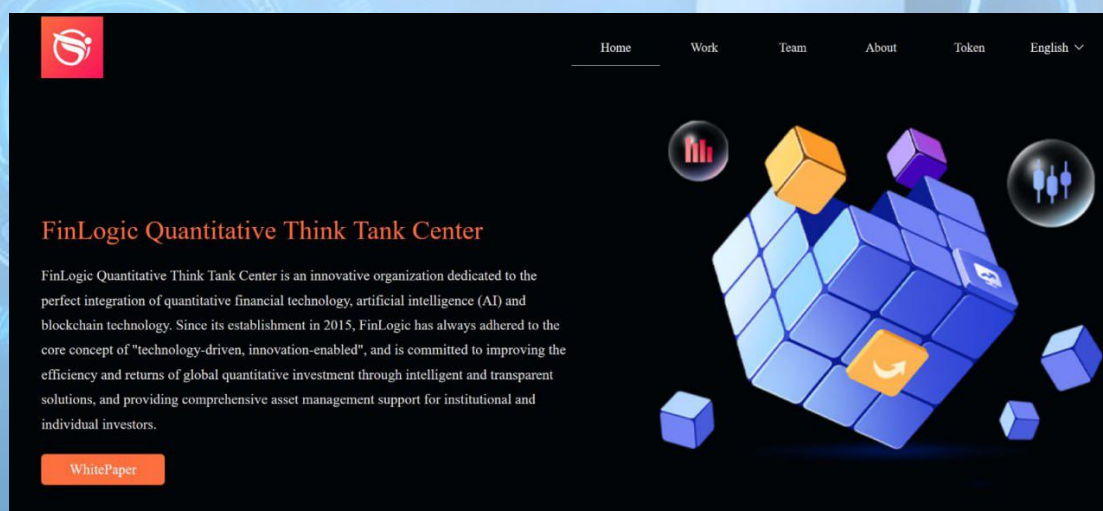 Home Work Team About Token English
FinLogic Quantitative Think Tank Center
FinLogic Quantitative Think Tank Center is an innovative organization dedicated to the
perfect integration of quantitative financial technology, artificial intelligence (AI) and
blockchain technology. Since its establishment in 2015, FinLogic has always adhered to the
core concept of "technology-driven, innovation-enabled", and is committed to improving the
efficiency and returns of global quantitative investment through intelligent and transparent
solutions, and providing comprehensive asset management support for institutional and
individual investors.
WhitePaper